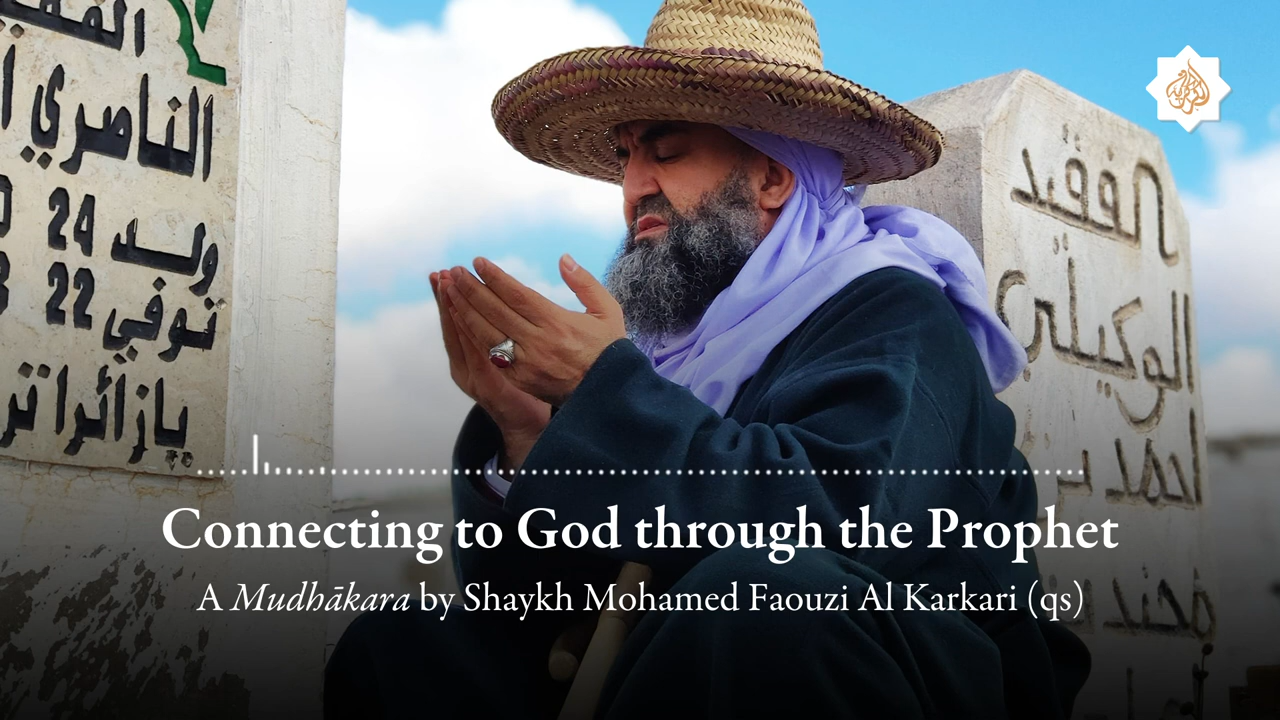 الناصري
ولد 24
توفي 22
يازائرا
الفقيد
الوكيلي
احمد
Connecting to God through the Prophet
A Mudhākara by Shaykh Mohamed Faouzi Al Karkari (qs)